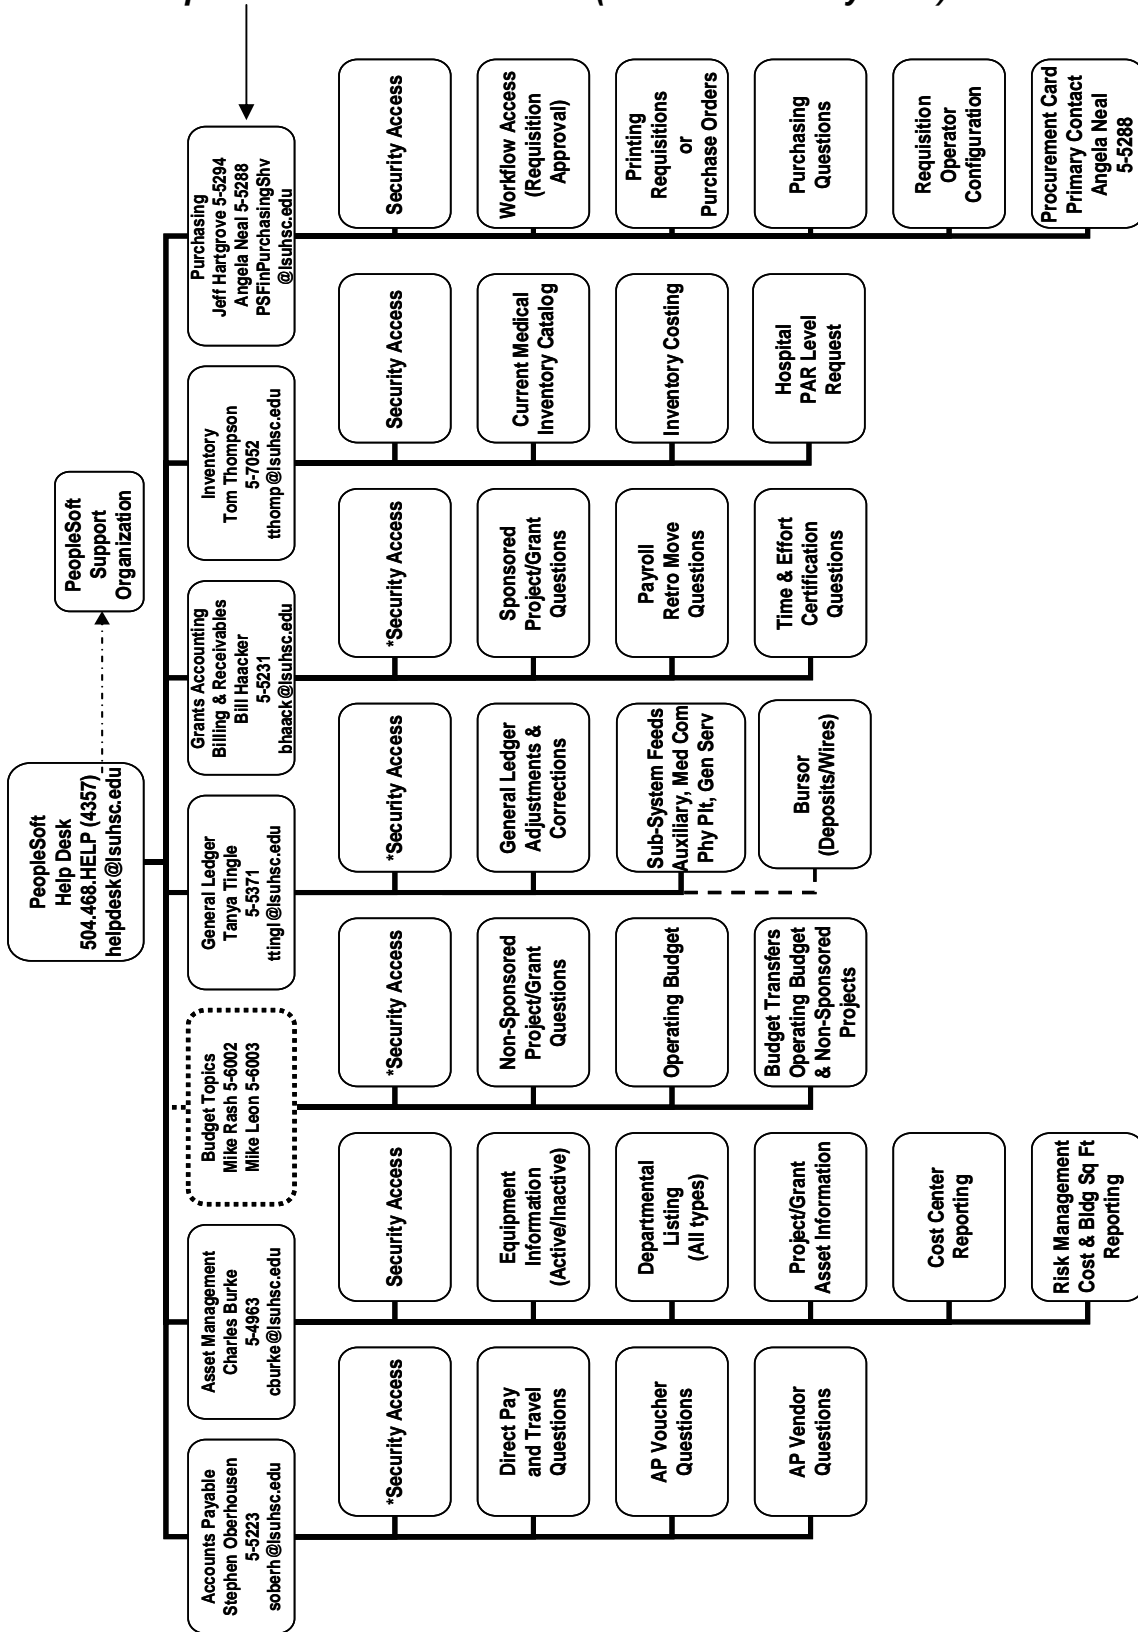 PeopleSoft
Help Desk
504.468.HELP (4357)
helpdesk@lsuhsc.edu
PeopleSoft
Support
Organization
Accounts Payable
Stephen Oberhousen
5-5223
soberh@lsuhsc.edu
*Security Access
Direct Pay
and Travel
Questions
AP Voucher
Questions
AP Vendor
Questions
Asset Management
Charles Burke
5-4963
cburke@lsuhsc.edu
Security Access
Equipment
Information
(Active/Inactive)
Departmental
Listing
(All types)
Project/Grant
Asset Information
Cost Center
Reporting
Risk Management
Cost & Bldg Sq Ft
Reporting
Budget Topics
Mike Rash 5-6002
Mike Leon 5-6003
*Security Access
Non-Sponsored
Project/Grant
Questions
Operating Budget
Budget Transfers
Operating Budget
& Non-Sponsored
Projects
General Ledger
Tanya Tingle
5-5371
ttingl@lsuhsc.edu
*Security Access
General Ledger
Adjustments &
Corrections
Sub-System Feeds
Auxiliary, Med Com
Phy Plt, Gen Serv
Bursor
(Deposits/Wires)
Grants Accounting
Billing & Receivables
Bill Haacker
5-5231
bhaack@lsuhsc.edu
*Security Access
Sponsored
Project/Grant
Questions
Payroll
Retro Move
Questions
Time & Effort
Certification
Questions
Inventory
Tom Thompson
5-7052
tthomp@lsuhsc.edu
Security Access
Current Medical
Inventory Catalog
Inventory Costing
Hospital
PAR Level
Request
Purchasing
Jeff Hartgrove 5-5294
Angela Neal 5-5288
PSFinPurchasingShv
@lsuhsc.edu
Security Access
Workflow Access
(Requisition
Approval)
Printing
Requisitions
or
Purchase Orders
Purchasing
Questions
Requisition
Operator
Configuration
Procurement Card
Primary Contact
Angela Neal
5-5288